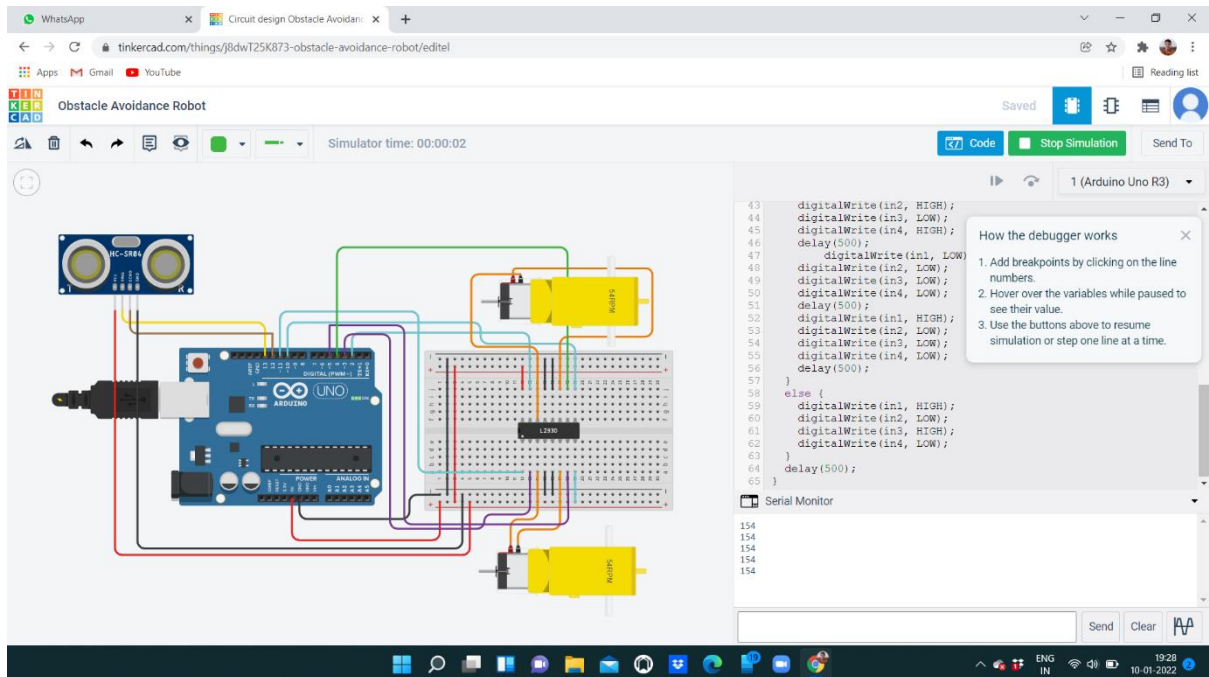 WhatsApp
Circuit design Obstacle Avoidanc
tinkercad.com/things/j8dwT25K873-obstacle-avoidance-robot/editel
Apps
Gmail
YouTube
Reading list
TIN
KER
CAD
Obstacle Avoidance Robot
Saved
Simulator time: 00:00:02
Code
Stop Simulation
Send To
1 (Arduino Uno R3)
HC-SR04
54RPM
DIGITAL (PWM~)
UNO
ARDUINO
POWER
ANALOG IN
L293D
54RPM
43 digitalWrite(in2, HIGH);
44 digitalWrite(in3, LOW);
45 digitalWrite(in4, HIGH);
46 delay(500);
47 digitalWrite(in1, LOW)
48 digitalWrite(in2, LOW);
49 digitalWrite(in3, LOW);
50 digitalWrite(in4, LOW);
51 delay(500);
52 digitalWrite(in1, HIGH);
53 digitalWrite(in2, LOW);
54 digitalWrite(in3, LOW);
55 digitalWrite(in4, LOW);
56 delay(500);
57 }
58 else {
59 digitalWrite(in1, HIGH);
60 digitalWrite(in2, LOW);
61 digitalWrite(in3, HIGH);
62 digitalWrite(in4, LOW);
63 }
64 delay(500);
65 }
How the debugger works
1. Add breakpoints by clicking on the line
numbers.
2. Hover over the variables while paused to
see their value.
3. Use the buttons above to resume
simulation or step one line at a time.
Serial Monitor
154
154
154
154
154
Send
Clear
19
ENG
IN
19:28
10-01-2022
2